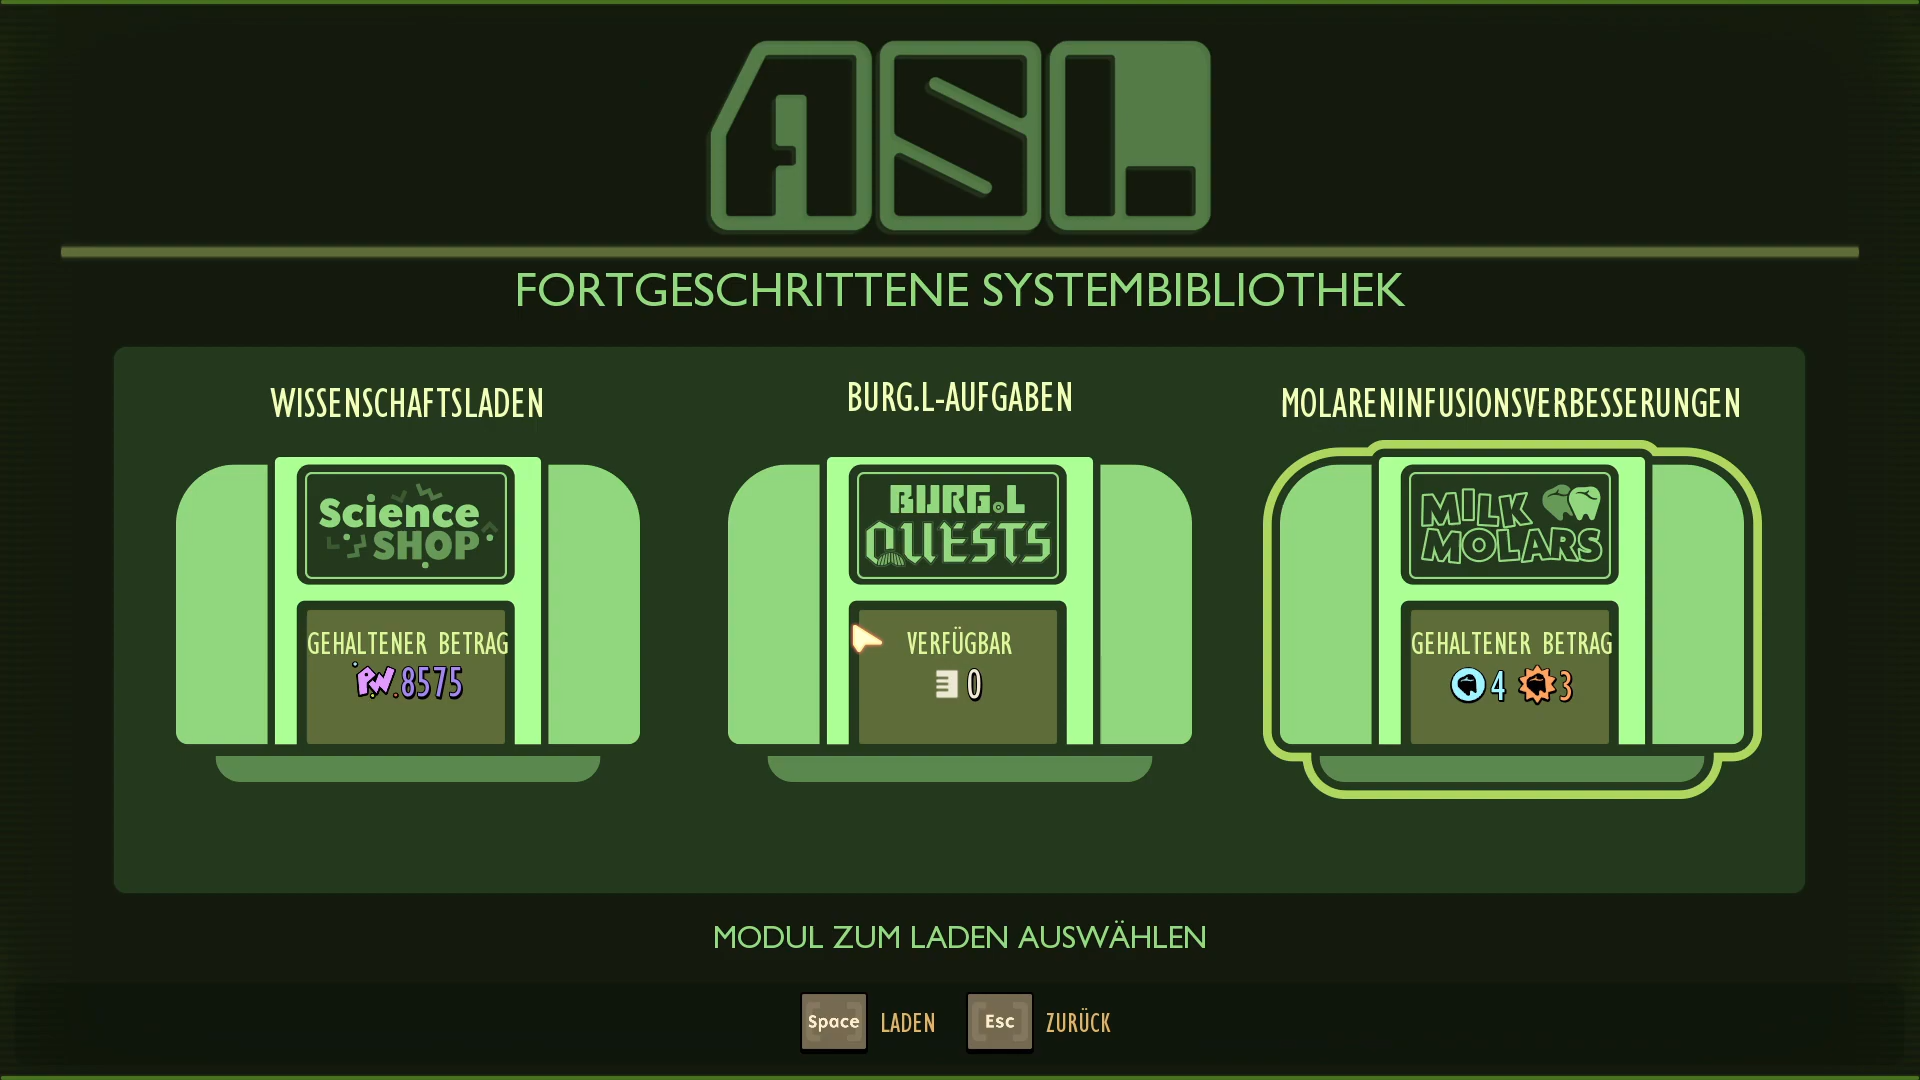 ASL
FORTGESCHRITTENE SYSTEMBIBLIOTHEK
WISSENSCHAFTSLADEN
Science
SHOP
GEHALTENER BETRAG
RW.8575
BURG.L-AUFGABEN
BURG.L
QUESTS
VERFÜGBAR
0
MOLARENINFUSIONSVERBESSERUNGEN
MILK
MOLARS
GEHALTENER BETRAG
4 3
MODUL ZUM LADEN AUSWÄHLEN
Space LADEN Esc ZURÜCK